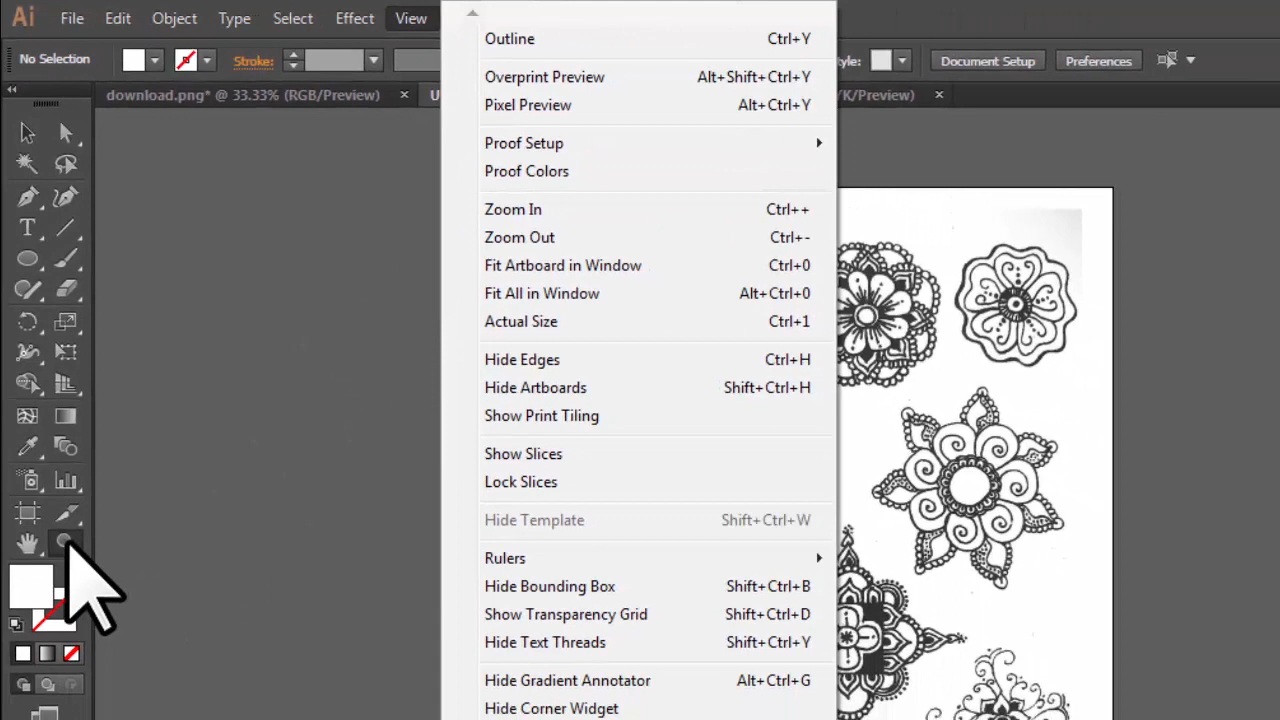 Ai File Edit Object Type Select Effect View
No Selection Stroke: Style: Document Setup Preferences
download.png* @ 33.33% (RGB/Preview) × U K/Preview) ×
Outline Ctrl+Y
Overprint Preview Alt+Shift+Ctrl+Y
Pixel Preview Alt+Ctrl+Y
Proof Setup
Proof Colors
Zoom In Ctrl++
Zoom Out Ctrl+-
Fit Artboard in Window Ctrl+0
Fit All in Window Alt+Ctrl+0
Actual Size Ctrl+1
Hide Edges Ctrl+H
Hide Artboards Shift+Ctrl+H
Show Print Tiling
Show Slices
Lock Slices
Hide Template Shift+Ctrl+W
Rulers
Hide Bounding Box Shift+Ctrl+B
Show Transparency Grid Shift+Ctrl+D
Hide Text Threads Shift+Ctrl+Y
Hide Gradient Annotator Alt+Ctrl+G
Hide Corner Widget